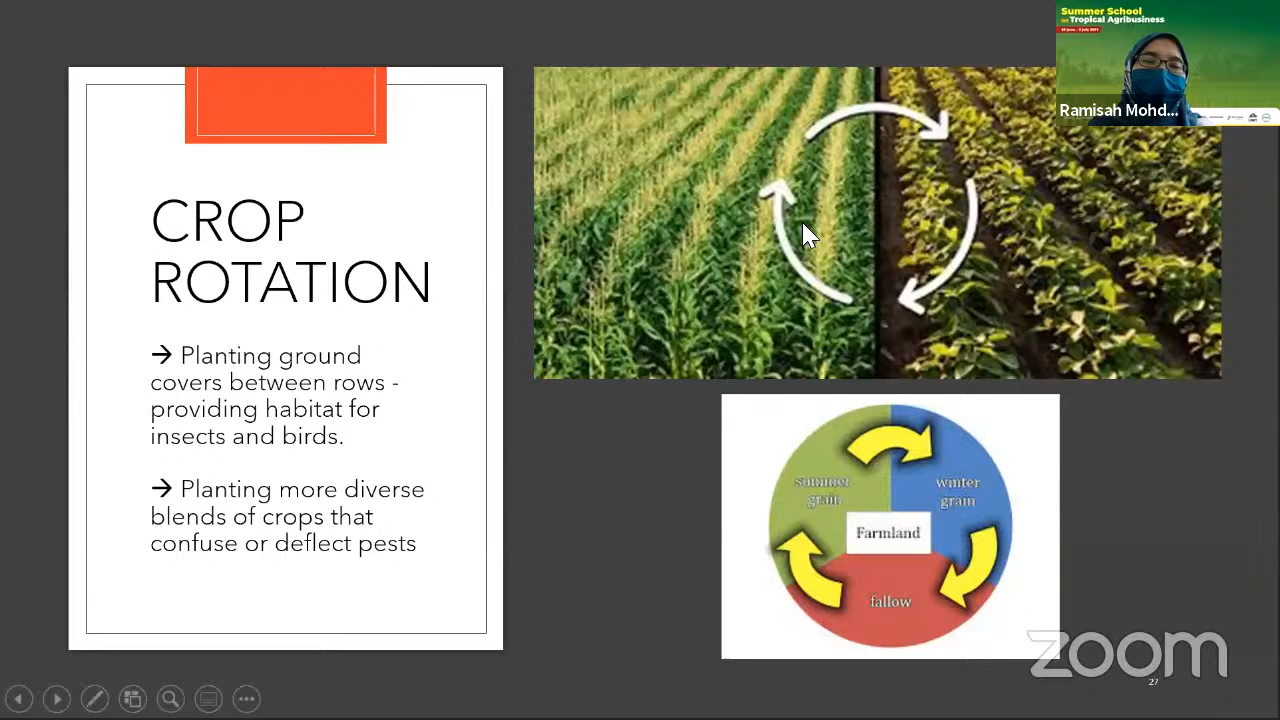 Summer School
on Tropical Agribusiness
Ramisah Mohd...
CROP
ROTATION
→ Planting ground
covers between rows -
providing habitat for
insects and birds.
→ Planting more diverse
blends of crops that
confuse or deflect pests
summer
grain
winter
grain
Farmland
fallow
zoom
27